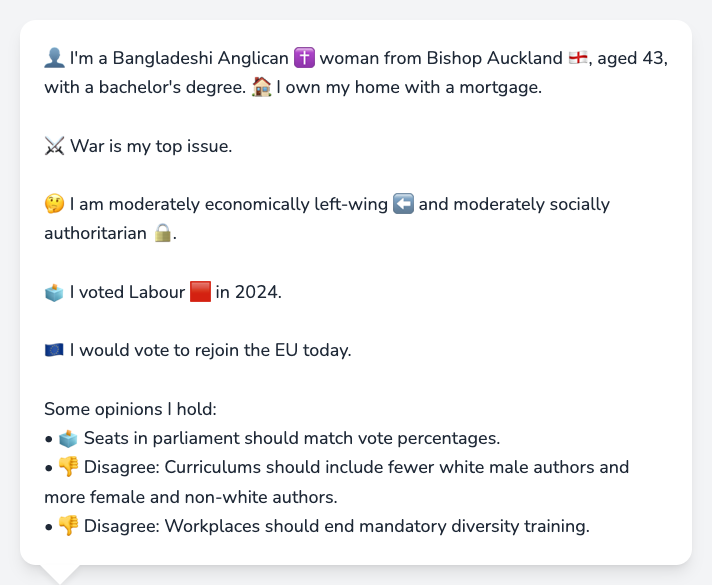 👤 I'm a Bangladeshi Anglican ✝️ woman from Bishop Auckland 🏴󠁧󠁢󠁥󠁮󠁧󠁿, aged 43,
with a bachelor's degree. 🏠 I own my home with a mortgage.
⚔️ War is my top issue.
🤔 I am moderately economically left-wing ⬅️ and moderately socially
authoritarian 🔒.
🗳️ I voted Labour 🟥 in 2024.
🇪🇺 I would vote to rejoin the EU today.
Some opinions I hold:
• 🗳️ Seats in parliament should match vote percentages.
• 👎 Disagree: Curriculums should include fewer white male authors and
more female and non-white authors.
• 👎 Disagree: Workplaces should end mandatory diversity training.